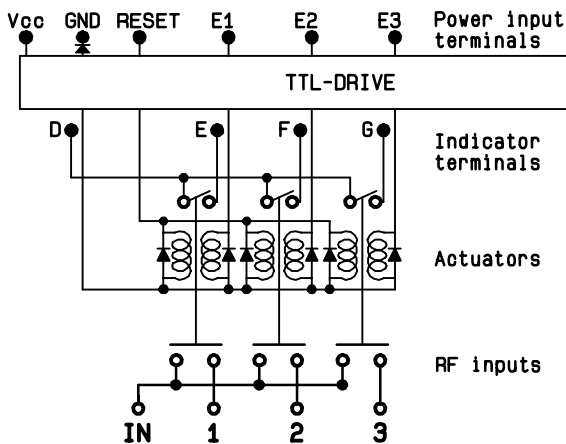 Vcc GND RESET E1 E2 E3 Power input
terminals
TTL-DRIVE
D E F G Indicator
terminals
Actuators
RF inputs
IN 1 2 3